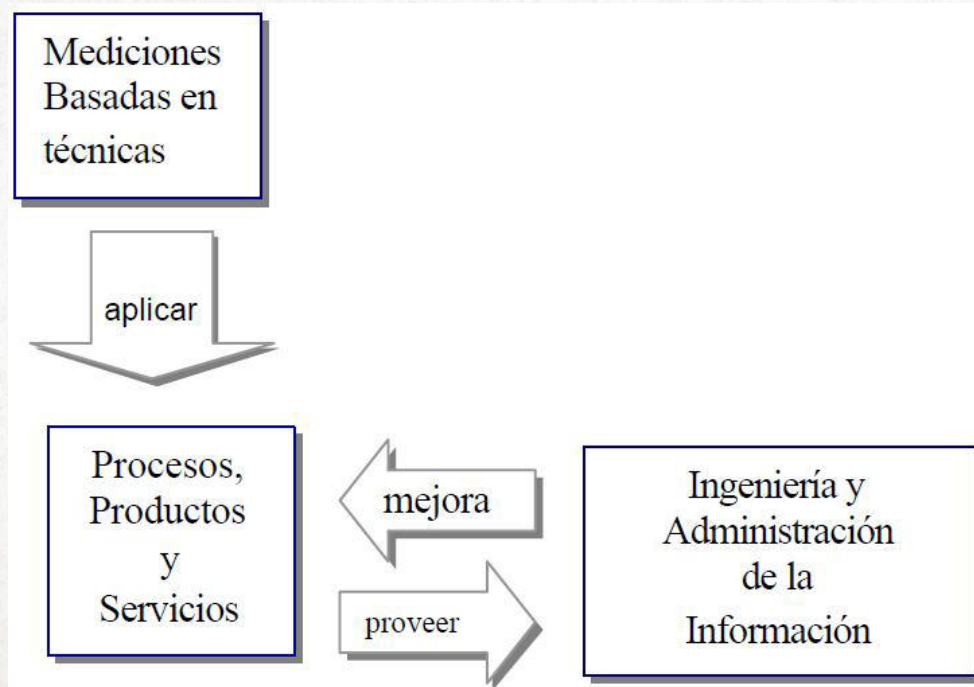 Mediciones
Basadas en
técnicas
aplicar
Procesos,
Productos
y
Servicios
mejora
proveer
Ingeniería y
Administración
de la
Información